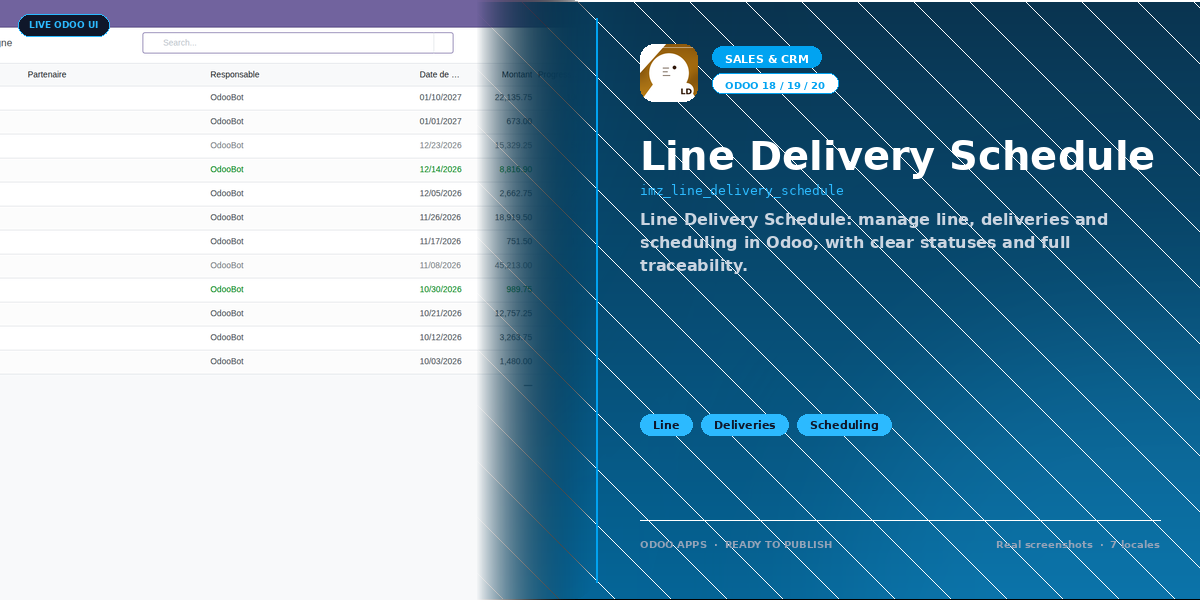 LIVE ODOO UI
gne
Search...
Partenaire Responsable Date de ... Montant
OdooBot 01/10/2027 22,135.75
OdooBot 01/01/2027 673.00
OdooBot 12/23/2026 15,329.25
OdooBot 12/14/2026 8,816.90
OdooBot 12/05/2026 2,662.75
OdooBot 11/26/2026 18,919.50
OdooBot 11/17/2026 751.50
OdooBot 11/08/2026 45,213.00
OdooBot 10/30/2026 989.75
OdooBot 10/21/2026 12,757.25
OdooBot 10/12/2026 3,263.75
OdooBot 10/03/2026 1,480.00
LD
SALES & CRM
ODOO 18 / 19 / 20
Line Delivery Schedule
imz_line_delivery_schedule
Line Delivery Schedule: manage line, deliveries and
scheduling in Odoo, with clear statuses and full
traceability.
Line Deliveries Scheduling
ODOO APPS · READY TO PUBLISH
Real screenshots · 7 locales